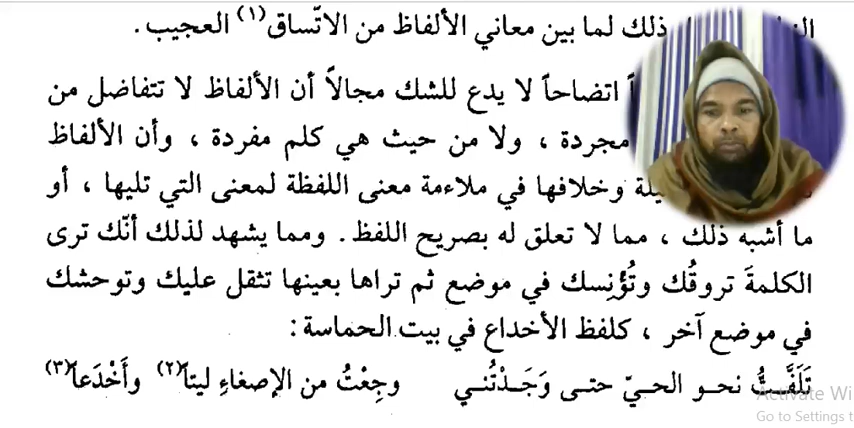 ذلك لما بين معاني الألفاظ من الاتّساق(١) العجيب .
اتضاحاً لا يدع للشك مجالاً أن الألفاظ لا تتفاضل من
مجردة ، ولا من حيث هي كلم مفردة ، وأن الألفاظ
وخلافها في ملاءمة معنى اللفظة لمعنى التي تليها ، أو
ما أشبه ذلك ، مما لا تعلق له بصريح اللفظ . ومما يشهد لذلك أنّك ترى
الكلمةَ تروقُك وتُؤْنِسك في موضع ثم تراها بعينها تثقل عليك وتوحشك
في موضع آخر ، كلفظ الأخداع في بيت الحماسة :
تَلَفَّتُّ نحو الحيّ حتى وَجَدْتُني وجِعْتُ من الإصغاءِ ليتاً(٢) وأَخْدَعاً(٣)
Activate Wi
Go to Settings t